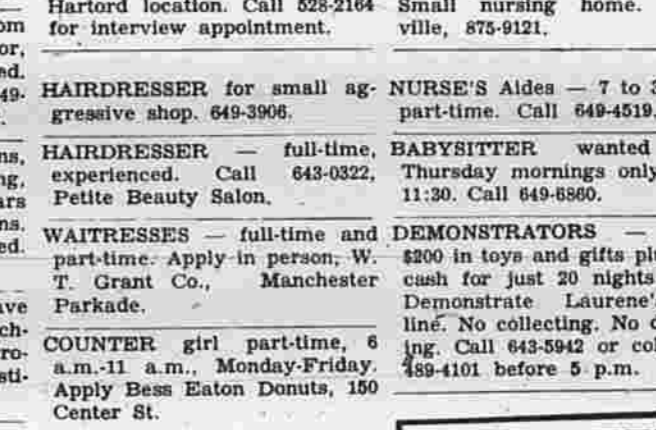 Hartford location. Call 528-2164
for interview appointment.
HAIRDRESSER for small ag-
gressive shop. 649-3906.
HAIRDRESSER — full-time,
experienced. Call 643-0322,
Petite Beauty Salon.
WAITRESSES — full-time and
part-time. Apply in person, W.
T. Grant Co., Manchester
Parkade.
COUNTER girl part-time, 6
a.m.-11 a.m., Monday-Friday.
Apply Bess Eaton Donuts, 150
Center St.
Small nursing home.
ville, 875-9121.
NURSE'S Aides — 7 to 3
part-time. Call 649-4519.
BABYSITTER wanted
Thursday mornings only
11:30. Call 649-6860.
DEMONSTRATORS —
$200 in toys and gifts
cash for just 20 nights
Demonstrate Laurene's
line. No collecting. No
ing. Call 643-5942 or
489-4101 before 5 p.m.